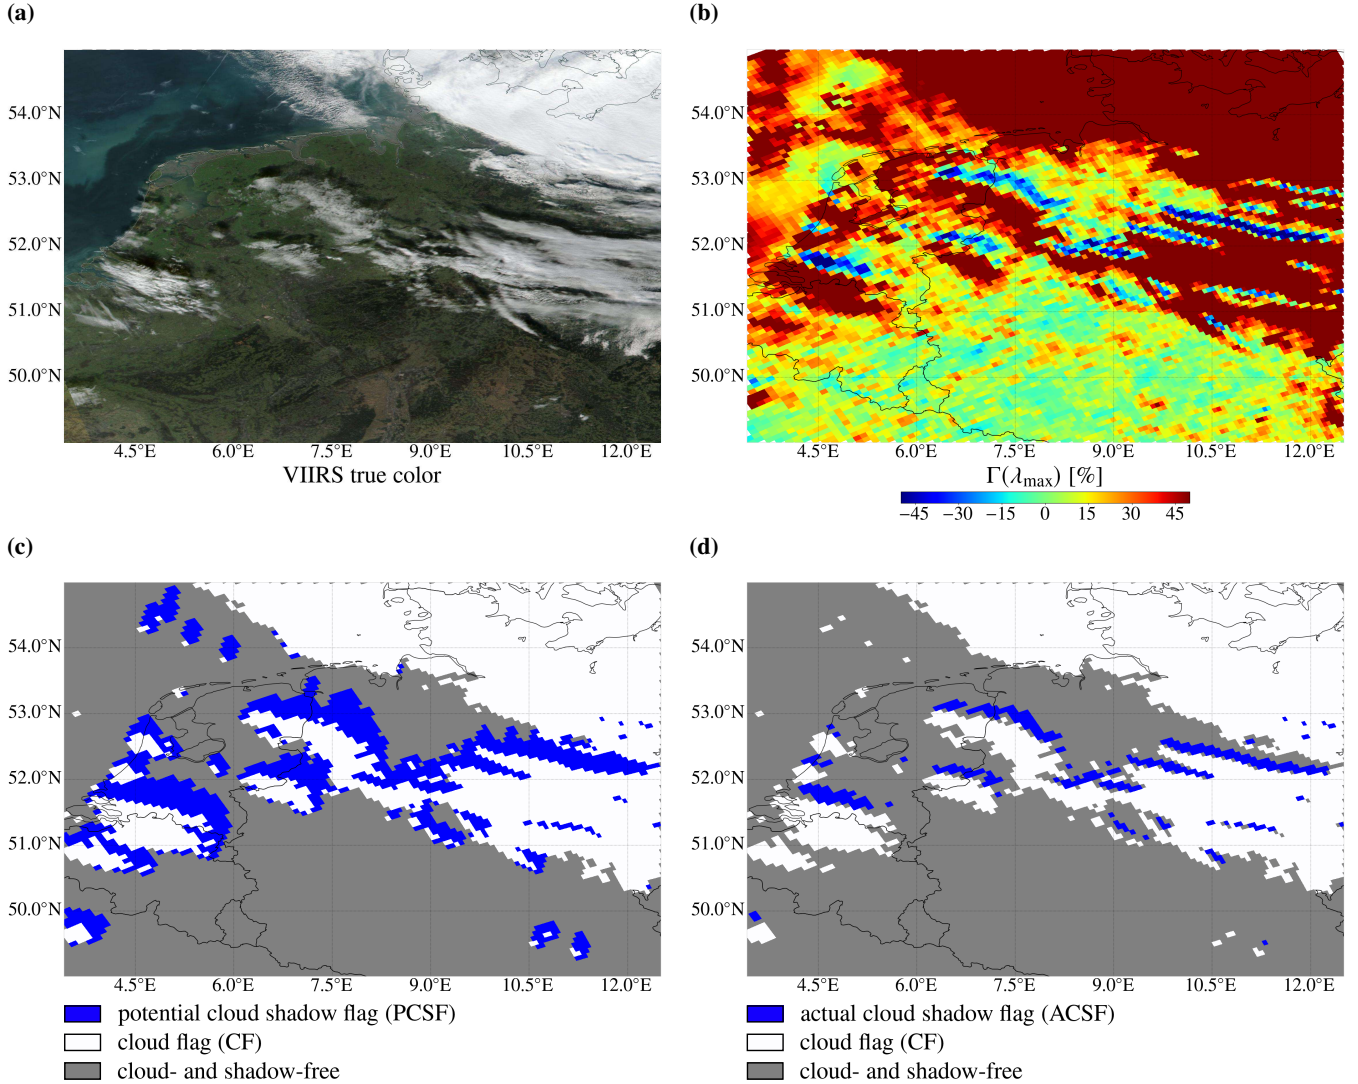 (a)
(b)
54.0°N
53.0°N
52.0°N
51.0°N
50.0°N
4.5°E 6.0°E 7.5°E 9.0°E 10.5°E 12.0°E
VIIRS true color
54.0°N
53.0°N
52.0°N
51.0°N
50.0°N
4.5°E 6.0°E 7.5°E 9.0°E 10.5°E 12.0°E
Γ(λmax) [%]
−45 −30 −15 0 15 30 45
(c)
(d)
54.0°N
53.0°N
52.0°N
51.0°N
50.0°N
4.5°E 6.0°E 7.5°E 9.0°E 10.5°E 12.0°E
potential cloud shadow flag (PCSF)
cloud flag (CF)
cloud- and shadow-free
54.0°N
53.0°N
52.0°N
51.0°N
50.0°N
4.5°E 6.0°E 7.5°E 9.0°E 10.5°E 12.0°E
actual cloud shadow flag (ACSF)
cloud flag (CF)
cloud- and shadow-free